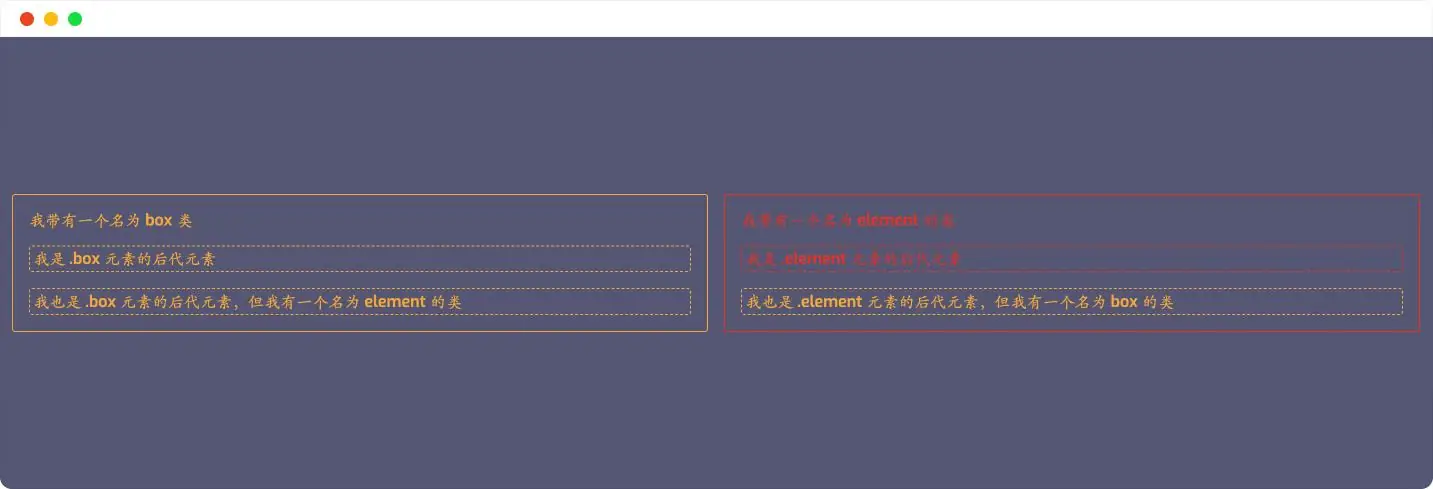 我带有一个名为 box 类
我是 .box 元素的后代元素
我也是 .box 元素的后代元素，但我有一个名为 element 的类
我带有一个名为 element 的类
我是 .element 元素的后代元素
我也是 .element 元素的后代元素，但我有一个名为 box 的类